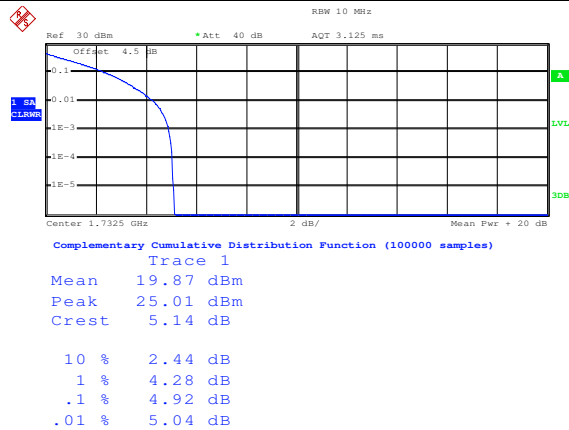 RBW 10 MHz
Ref 30 dBm *Att 40 dB AQT 3.125 ms
Offset 4.5 dB
0.1
A
1 SA
CLRWR
0.01
1E-3
LVL
1E-4
1E-5
3DB
Center 1.7325 GHz 2 dB/ Mean Pwr + 20 dB
Complementary Cumulative Distribution Function (100000 samples)
Trace 1
Mean 19.87 dBm
Peak 25.01 dBm
Crest 5.14 dB
10 % 2.44 dB
1 % 4.28 dB
.1 % 4.92 dB
.01 % 5.04 dB